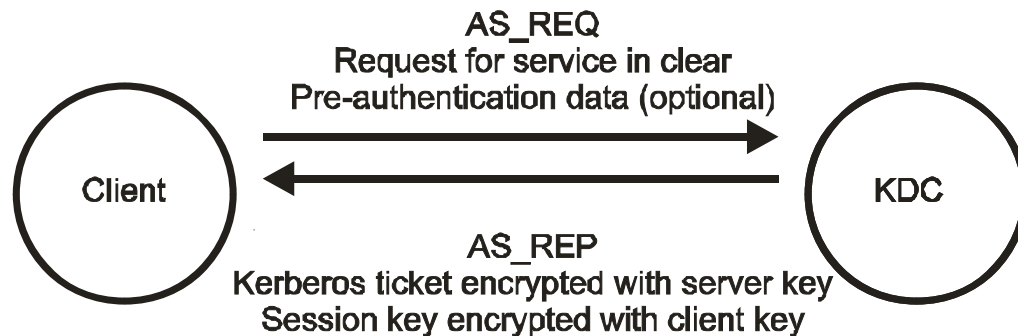 AS_REQ
Request for service in clear
Pre-authentication data (optional)
Client
KDC
AS_REP
Kerberos ticket encrypted with server key
Session key encrypted with client key